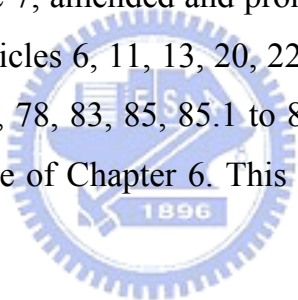 e 7, amended and pro
icles 6, 11, 13, 20, 22
, 78, 83, 85, 85.1 to 8
e of Chapter 6. This
1896